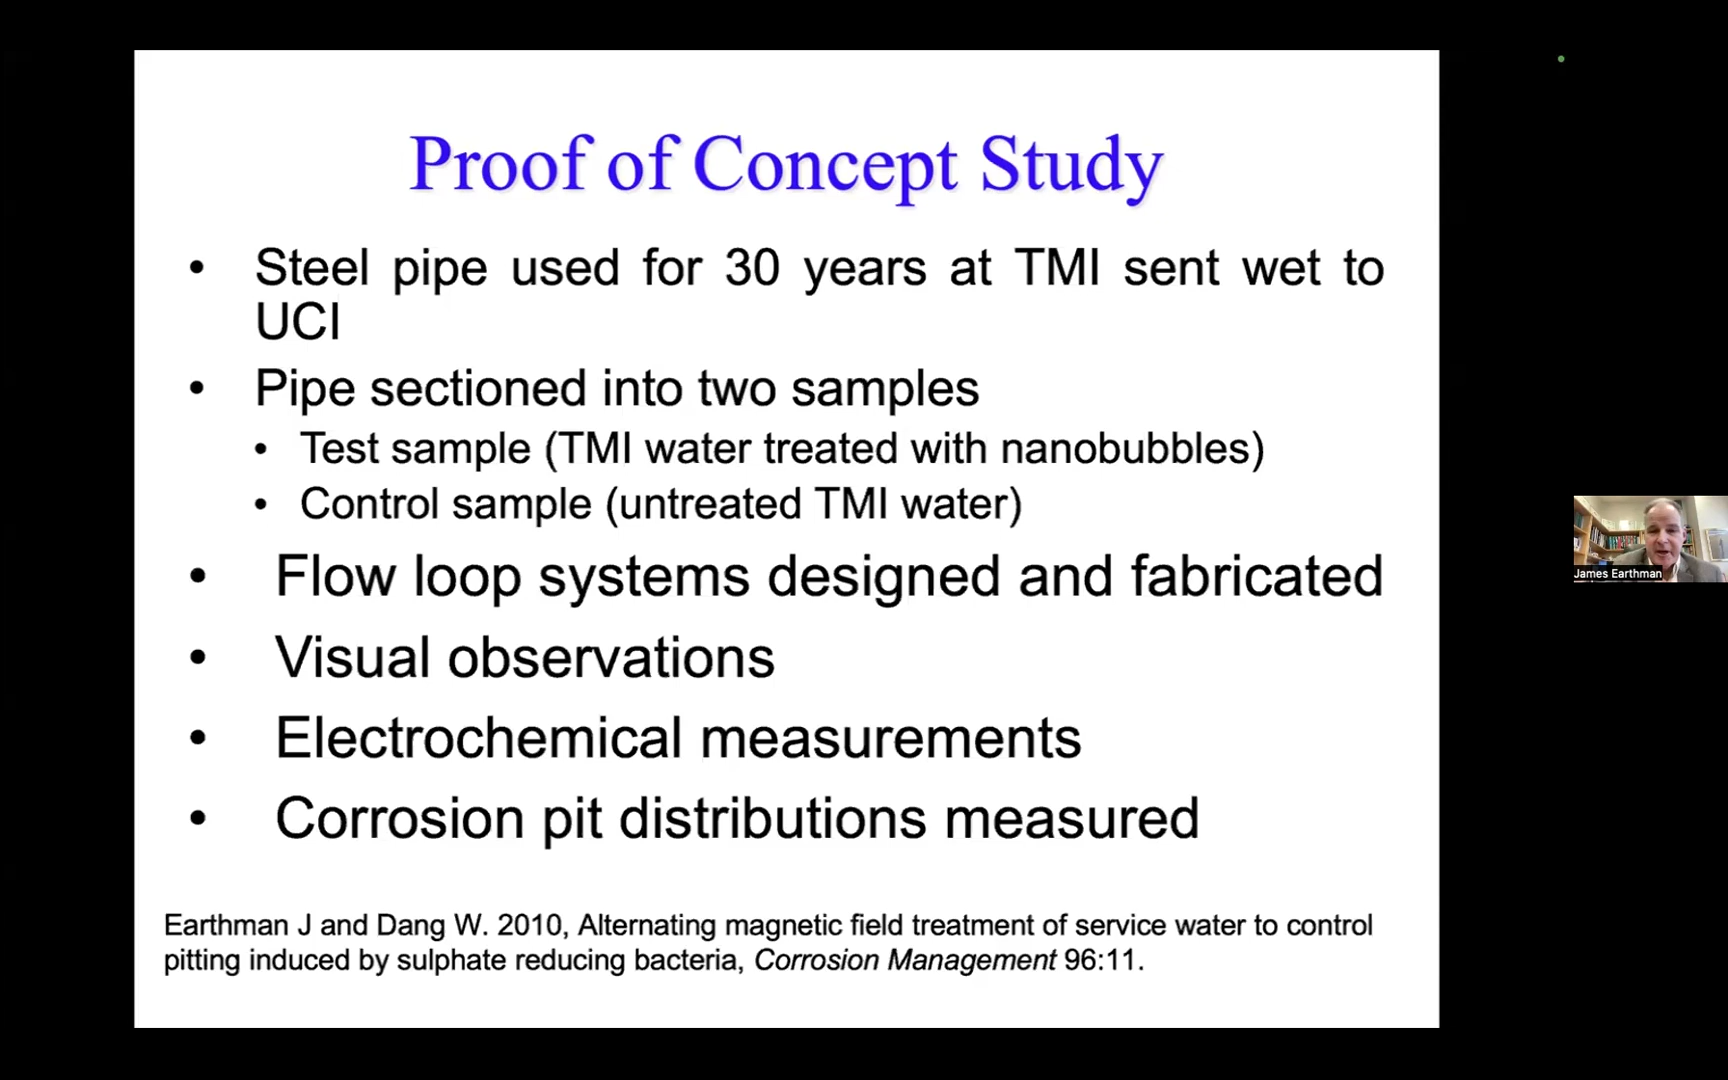 Proof of Concept Study
• Steel pipe used for 30 years at TMI sent wet to
UCI
• Pipe sectioned into two samples
• Test sample (TMI water treated with nanobubbles)
• Control sample (untreated TMI water)
• Flow loop systems designed and fabricated
• Visual observations
• Electrochemical measurements
• Corrosion pit distributions measured
Earthman J and Dang W. 2010, Alternating magnetic field treatment of service water to control
pitting induced by sulphate reducing bacteria, Corrosion Management 96:11.
James Earthman